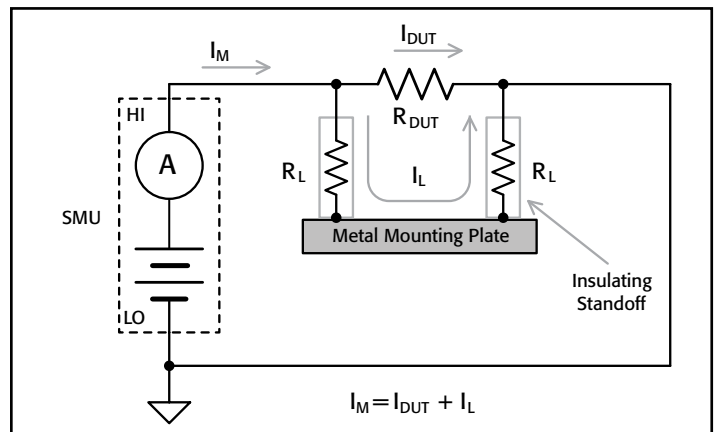 I_M
I_DUT
HI
R_DUT
A
R_L
I_L
R_L
SMU
Metal Mounting Plate
Insulating
Standoff
LO
I_M = I_DUT + I_L